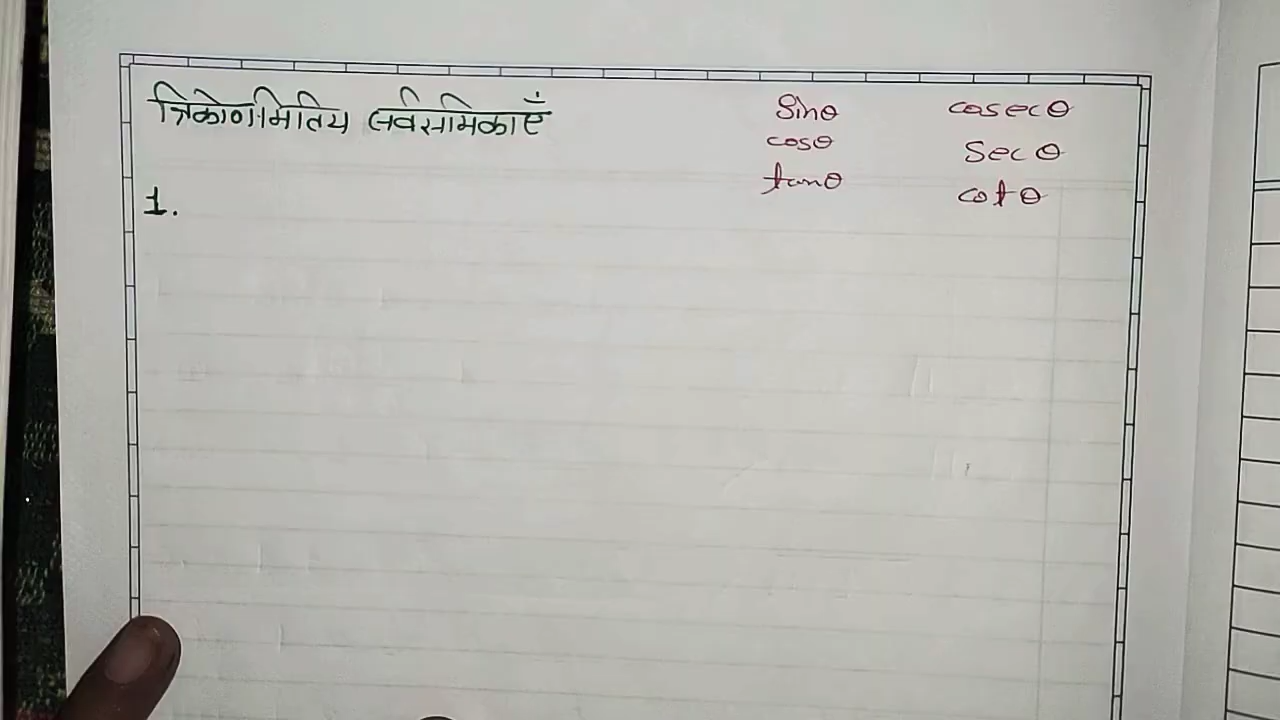 त्रिकोणमितिय सर्वसमिकाएँ
1.
sinθ cosecθ
cosθ secθ
tanθ cotθ